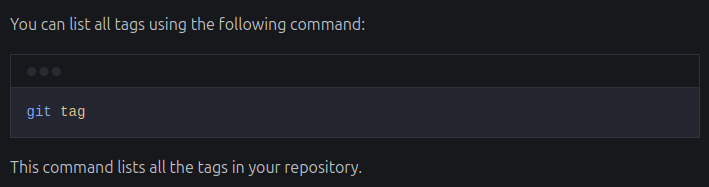 You can list all tags using the following command:
git tag
This command lists all the tags in your repository.